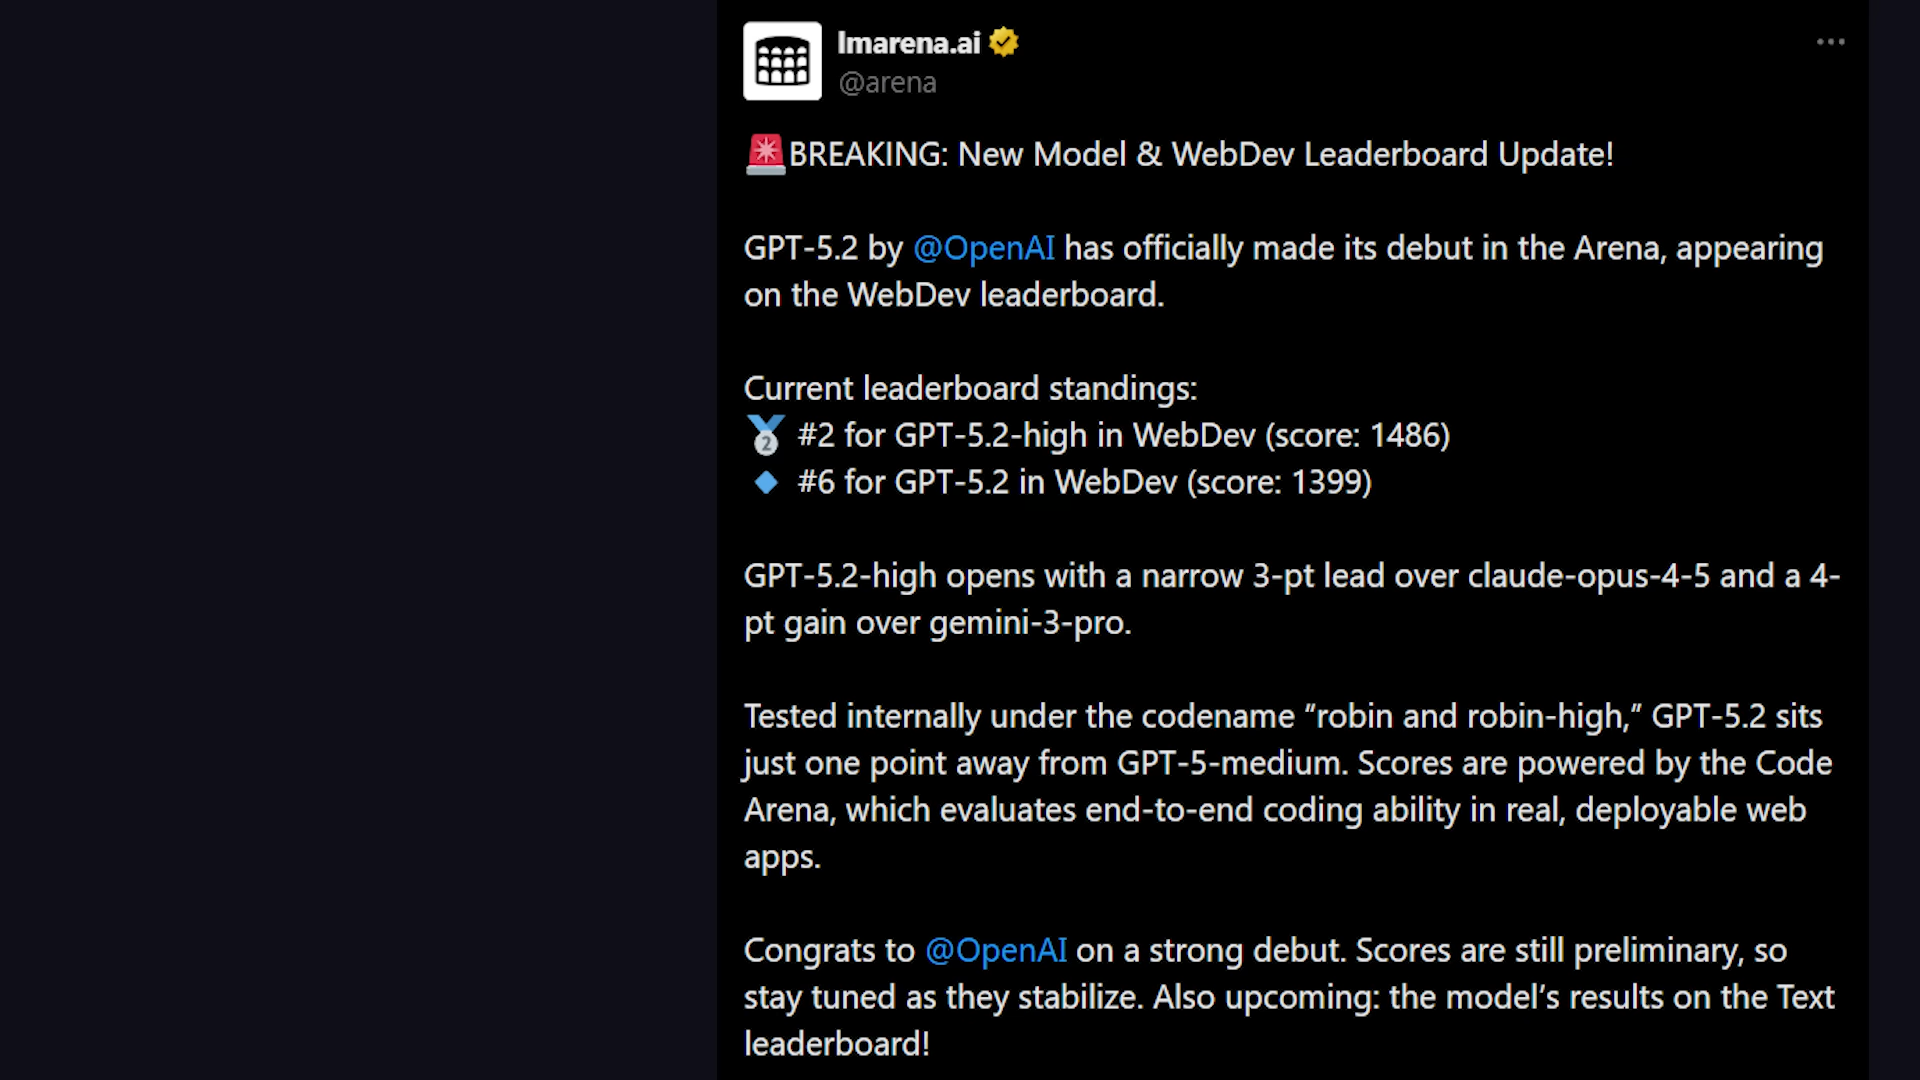 lmarena.ai
@arena
🚨BREAKING: New Model & WebDev Leaderboard Update!
GPT-5.2 by @OpenAI has officially made its debut in the Arena, appearing
on the WebDev leaderboard.
Current leaderboard standings:
🥈 #2 for GPT-5.2-high in WebDev (score: 1486)
🔹 #6 for GPT-5.2 in WebDev (score: 1399)
GPT-5.2-high opens with a narrow 3-pt lead over claude-opus-4-5 and a 4-
pt gain over gemini-3-pro.
Tested internally under the codename "robin and robin-high," GPT-5.2 sits
just one point away from GPT-5-medium. Scores are powered by the Code
Arena, which evaluates end-to-end coding ability in real, deployable web
apps.
Congrats to @OpenAI on a strong debut. Scores are still preliminary, so
stay tuned as they stabilize. Also upcoming: the model’s results on the Text
leaderboard!